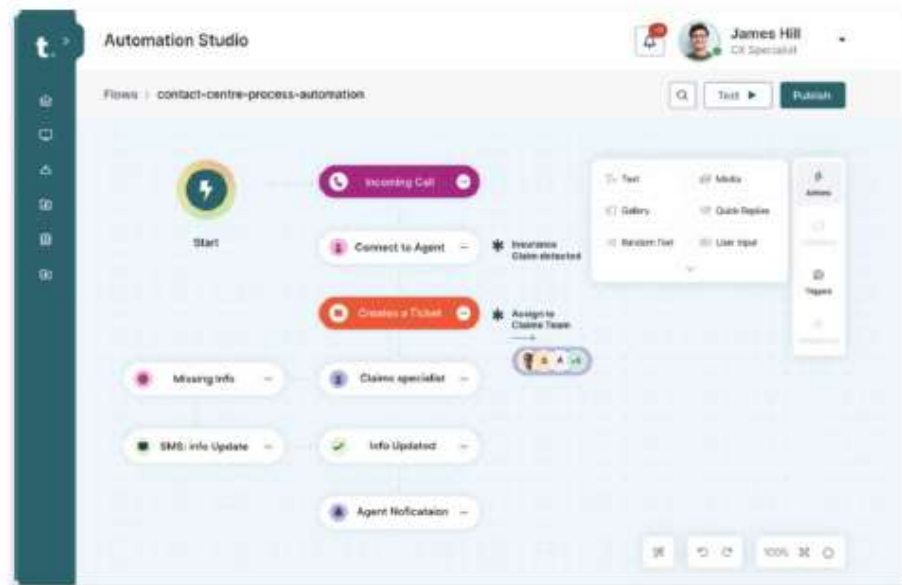 t.
Automation Studio
James Hill
CX Specialist
Flows > contact-centre-process-automation
Test
Publish
Start
Incoming Call
Connect to Agent
Insurance
Claim detected
Creates a Ticket
Assign to
Claims Team
Missing Info
Claims specialist
SMS: info Update
Info Updated
Agent Noficataion
Text
Media
Gallery
Quick Replies
Random Text
User Input
Actions
Triggers
100%